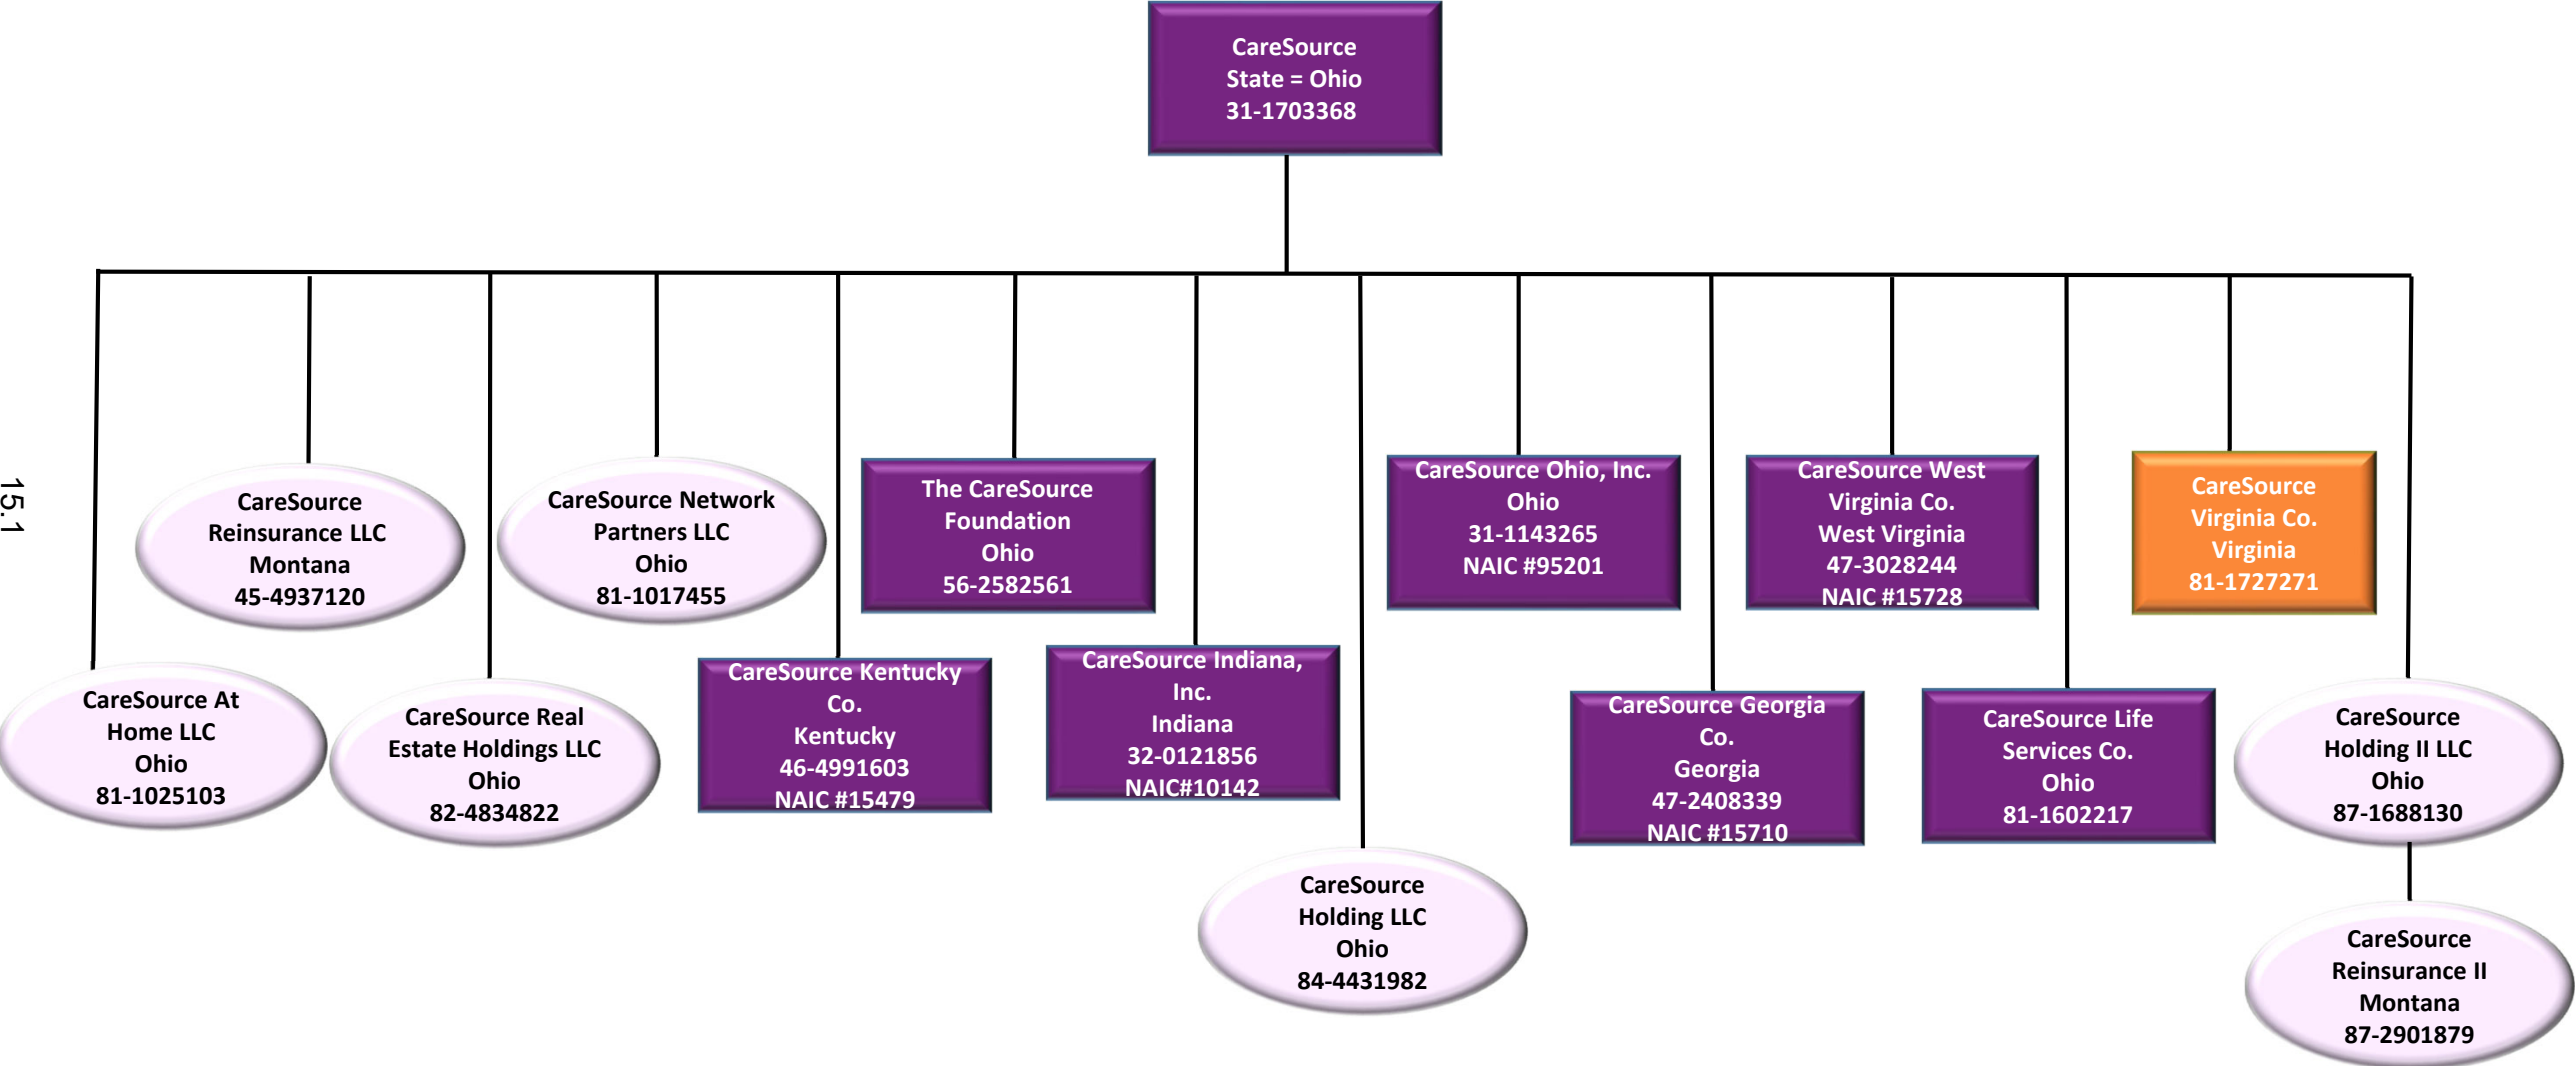 CareSource
State = Ohio
31-1703368
CareSource
Reinsurance LLC
Montana
45-4937120
CareSource Network
Partners LLC
Ohio
81-1017455
The CareSource
Foundation
Ohio
56-2582561
CareSource Ohio, Inc.
Ohio
31-1143265
NAIC #95201
CareSource West
Virginia Co.
West Virginia
47-3028244
NAIC #15728
CareSource
Virginia Co.
Virginia
81-1727271
15.1
CareSource At
Home LLC
Ohio
81-1025103
CareSource Real
Estate Holdings LLC
Ohio
82-4834822
CareSource Kentucky
Co.
Kentucky
46-4991603
NAIC #15479
CareSource Indiana,
Inc.
Indiana
32-0121856
NAIC#10142
CareSource Georgia
Co.
Georgia
47-2408339
NAIC #15710
CareSource Life
Services Co.
Ohio
81-1602217
CareSource
Holding II LLC
Ohio
87-1688130
CareSource
Holding LLC
Ohio
84-4431982
CareSource
Reinsurance II
Montana
87-2901879